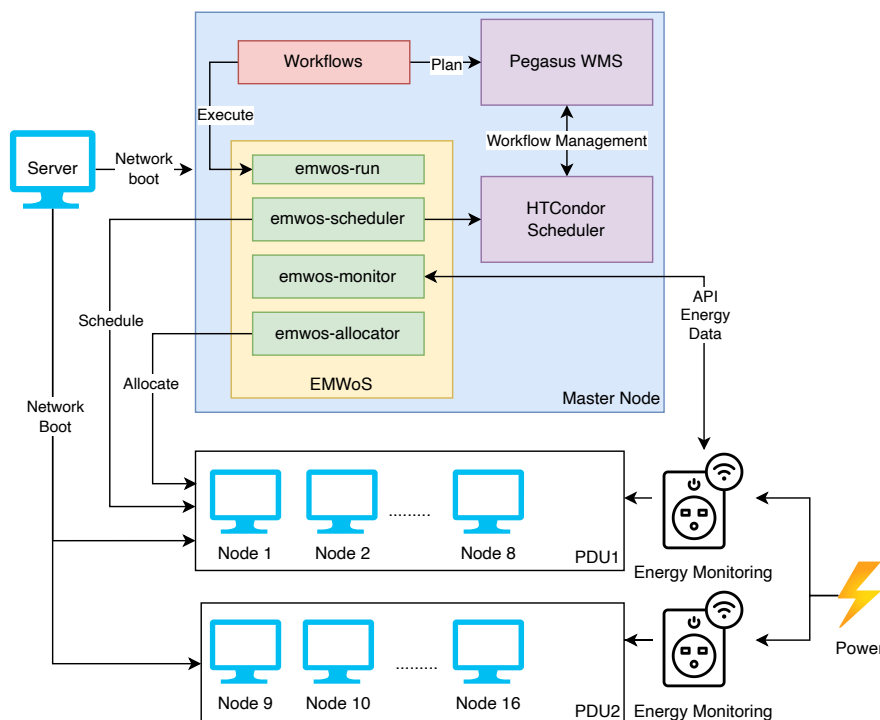 Workflows
Plan
Pegasus WMS
Execute
Workflow Management
Server
Network
boot
emwos-run
emwos-scheduler
HTCondor
Scheduler
emwos-monitor
API
Energy
Data
Schedule
emwos-allocator
Allocate
EMWoS
Master Node
Network
Boot
.........
Node 1
Node 2
Node 8
PDU1
Energy Monitoring
.........
Node 9
Node 10
Node 16
PDU2
Energy Monitoring
Power